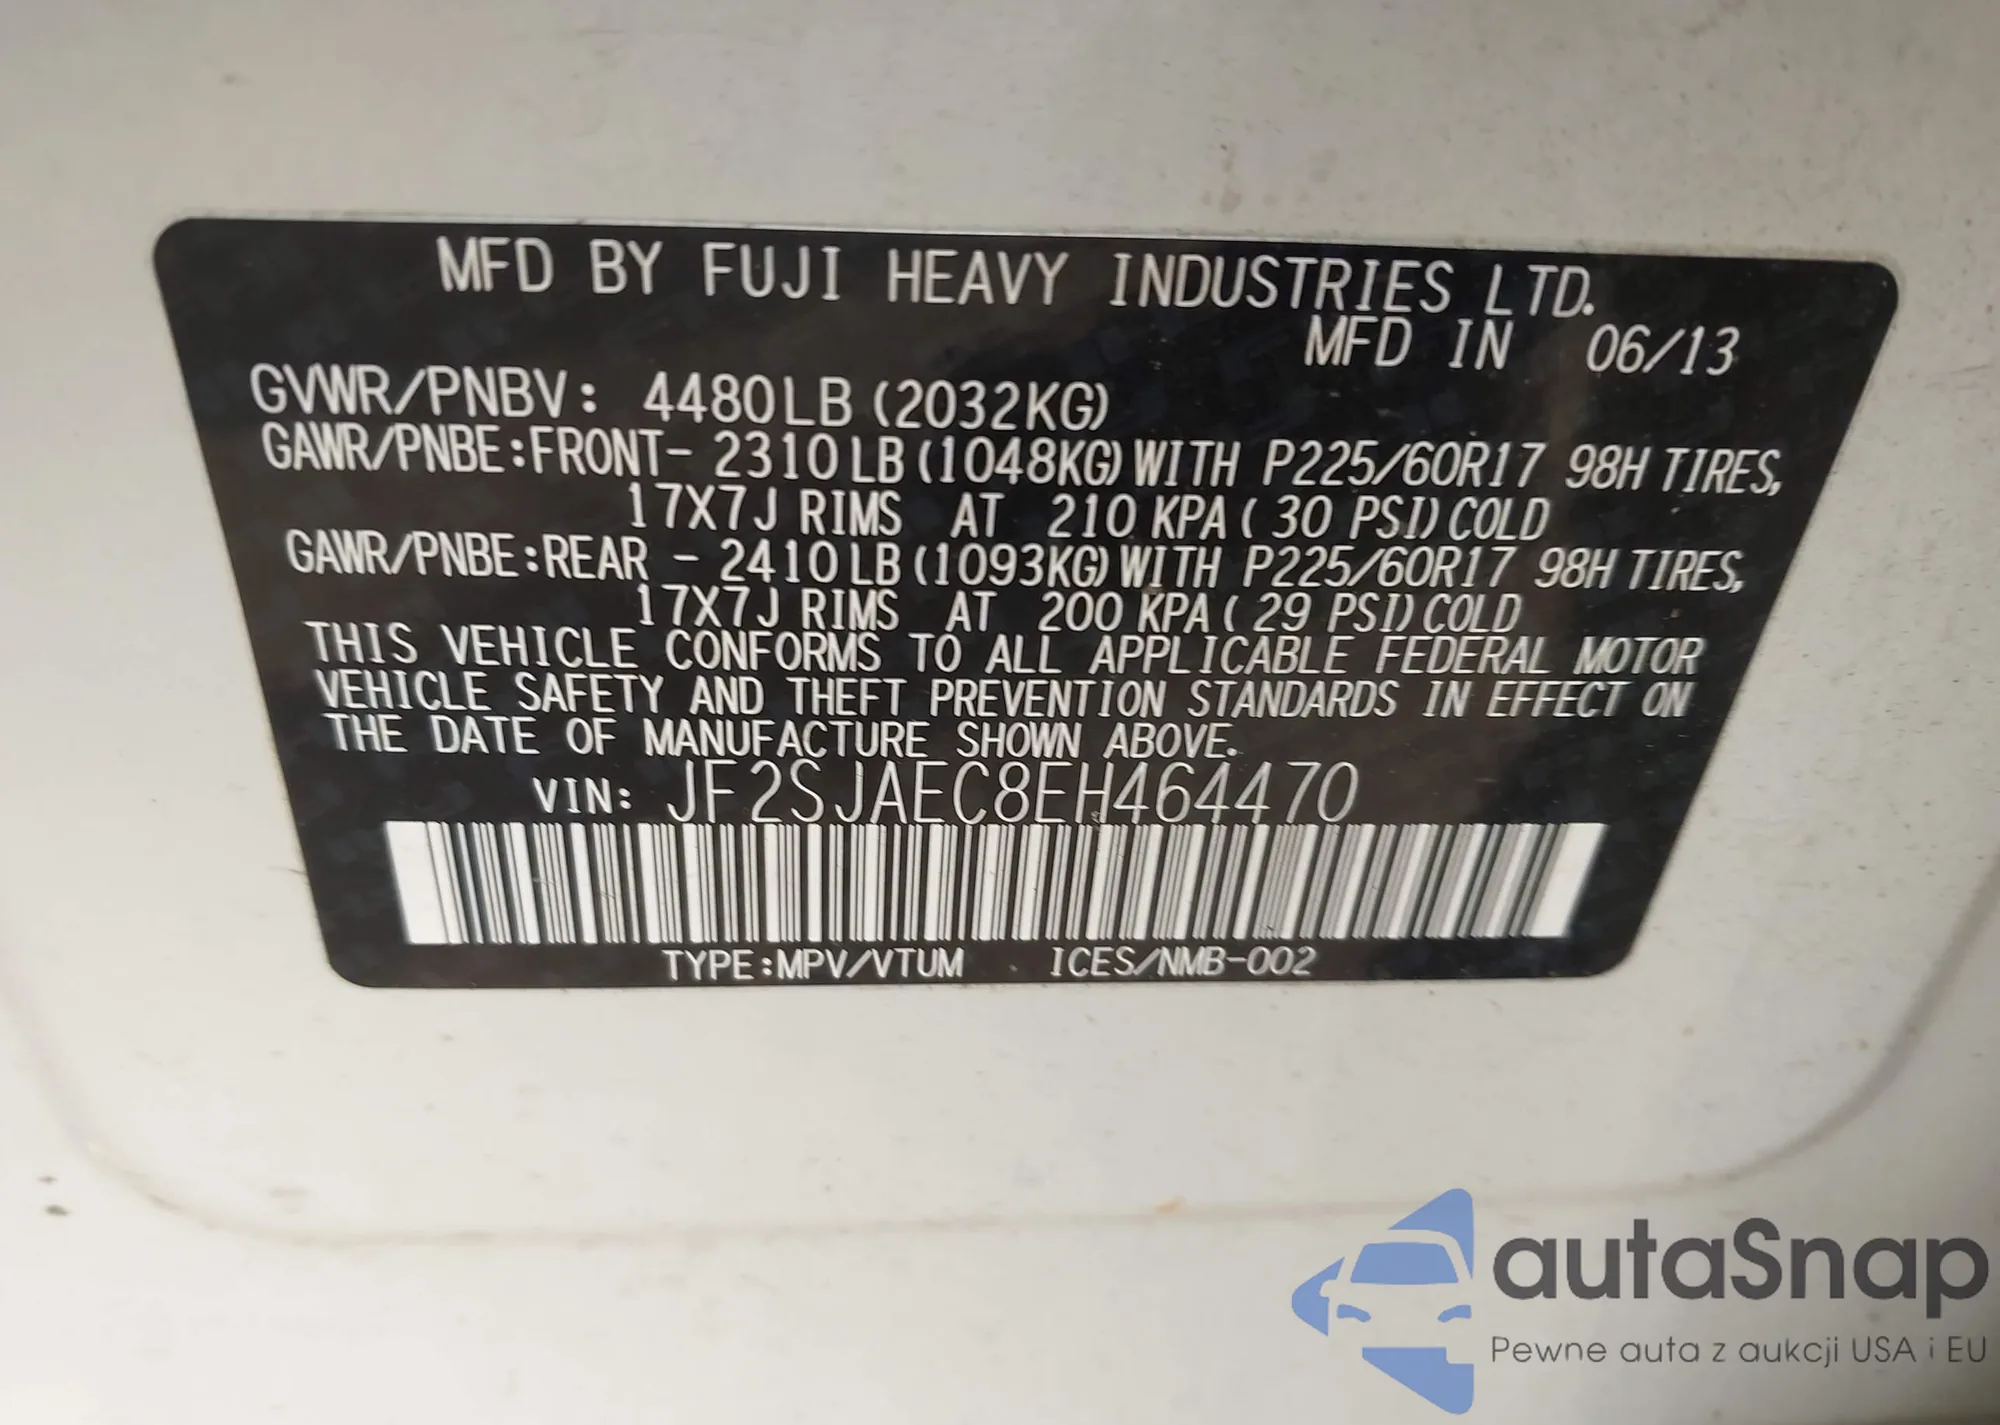 MFD BY FUJI HEAVY INDUSTRIES LTD.
MFD IN 06/13
GVWR/PNBV: 4480LB (2032KG)
GAWR/PNBE:FRONT- 2310LB (1048KG) WITH P225/60R17 98H TIRES,
17X7J RIMS AT 210 KPA ( 30 PSI) COLD
GAWR/PNBE:REAR - 2410LB (1093KG) WITH P225/60R17 98H TIRES,
17X7J RIMS AT 200 KPA ( 29 PSI) COLD
THIS VEHICLE CONFORMS TO ALL APPLICABLE FEDERAL MOTOR
VEHICLE SAFETY AND THEFT PREVENTION STANDARDS IN EFFECT ON
THE DATE OF MANUFACTURE SHOWN ABOVE.
VIN: JF2SJAEC8EH464470
TYPE:MPV/VTUM ICES/NMB-002
autaSnap
Pewne auta z aukcji USA i EU